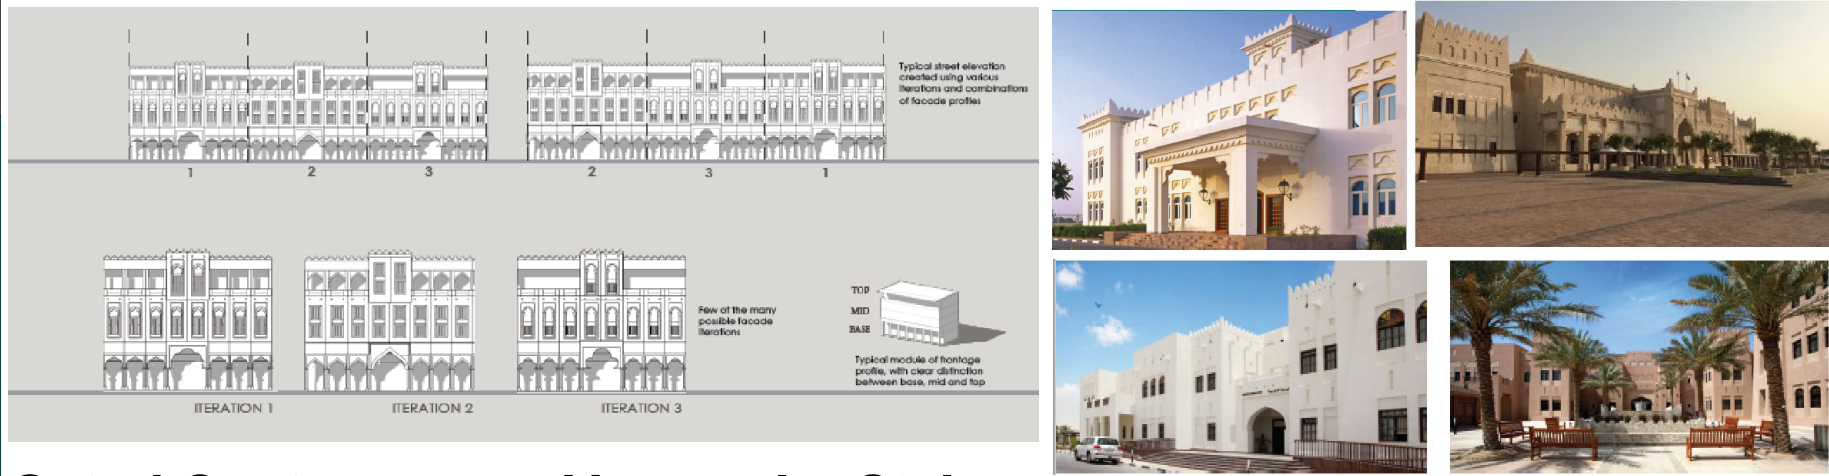 Typical street elevation
created using various
iterations and combinations
of facade profiles
1
2
3
2
3
1
Few of the many
possible facade
iterations
TOP
MID
BASE
Typical module of frontage
profile, with clear distinction
between base, mid and top
ITERATION 1
ITERATION 2
ITERATION 3